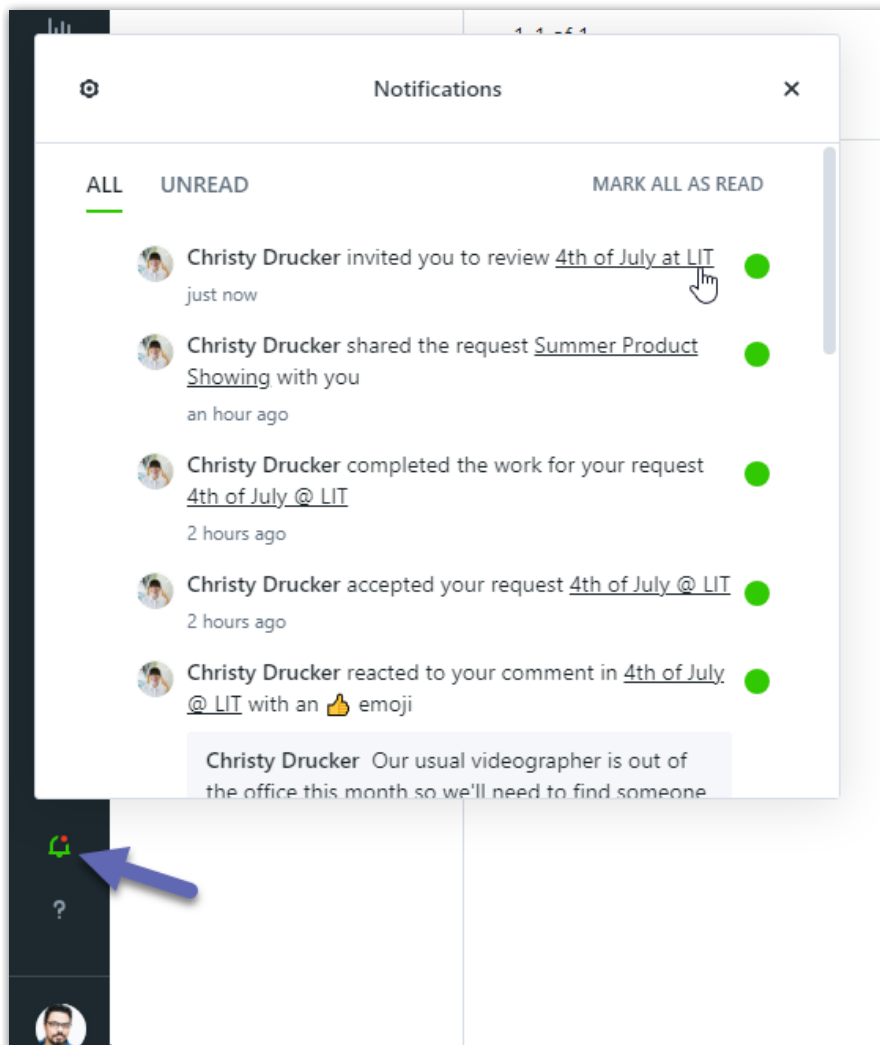 1-1 of 1
Notifications
ALL UNREAD MARK ALL AS READ
Christy Drucker invited you to review 4th of July at LIT
just now
Christy Drucker shared the request Summer Product
Showing with you
an hour ago
Christy Drucker completed the work for your request
4th of July @ LIT
2 hours ago
Christy Drucker accepted your request 4th of July @ LIT
2 hours ago
Christy Drucker reacted to your comment in 4th of July
@ LIT with an 👍 emoji
Christy Drucker Our usual videographer is out of
the office this month so we'll need to find someone
?